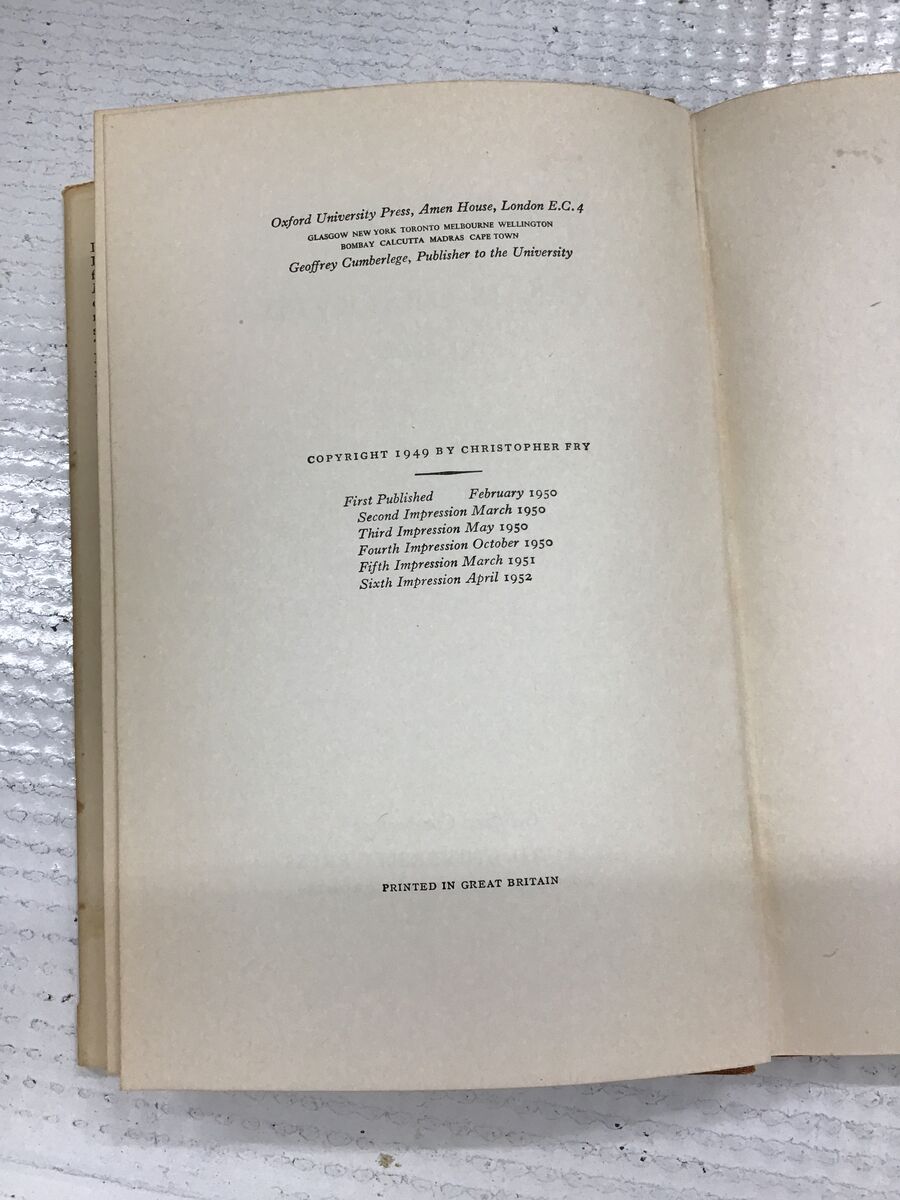 Oxford University Press, Amen House, London E.C.4
GLASGOW NEW YORK TORONTO MELBOURNE WELLINGTON
BOMBAY CALCUTTA MADRAS CAPE TOWN
Geoffrey Cumberlege, Publisher to the University
COPYRIGHT 1949 BY CHRISTOPHER FRY
First Published February 1950
Second Impression March 1950
Third Impression May 1950
Fourth Impression October 1950
Fifth Impression March 1951
Sixth Impression April 1952
PRINTED IN GREAT BRITAIN